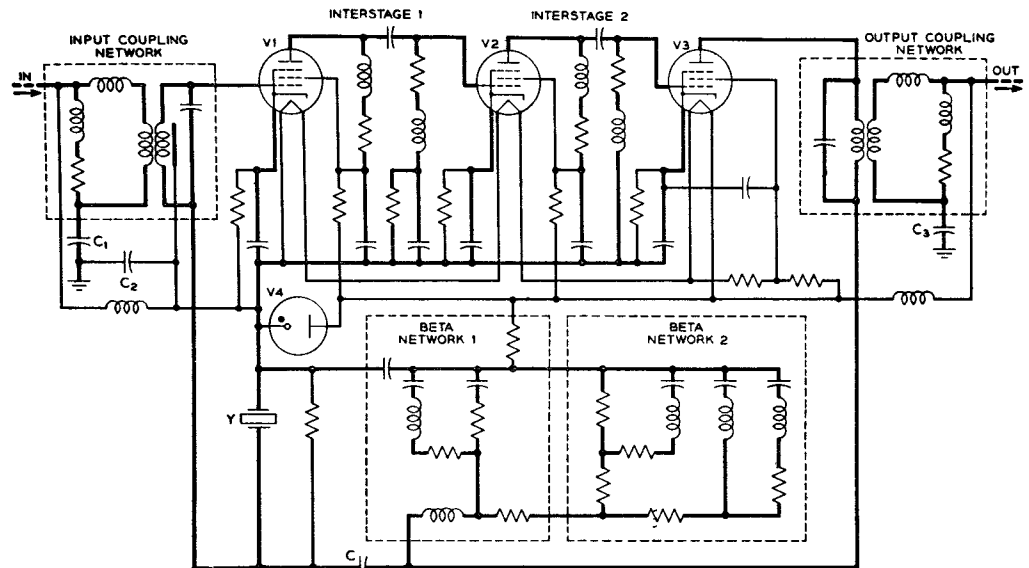 INTERSTAGE 1
INTERSTAGE 2
INPUT COUPLING
NETWORK
OUTPUT COUPLING
NETWORK
V1
V2
V3
IN
OUT
C1
C2
C3
V4
BETA
NETWORK 1
BETA
NETWORK 2
Y
C